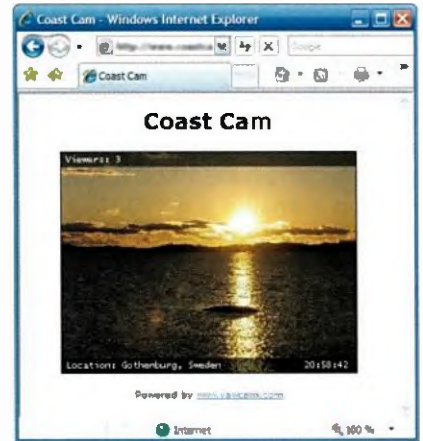 Coast Cam - Windows Internet Explorer
Google
Coast Cam
Coast Cam
Viewers: 3
Location: Gothenburg, Sweden 20:58:42
Powered by
Internet 100 %